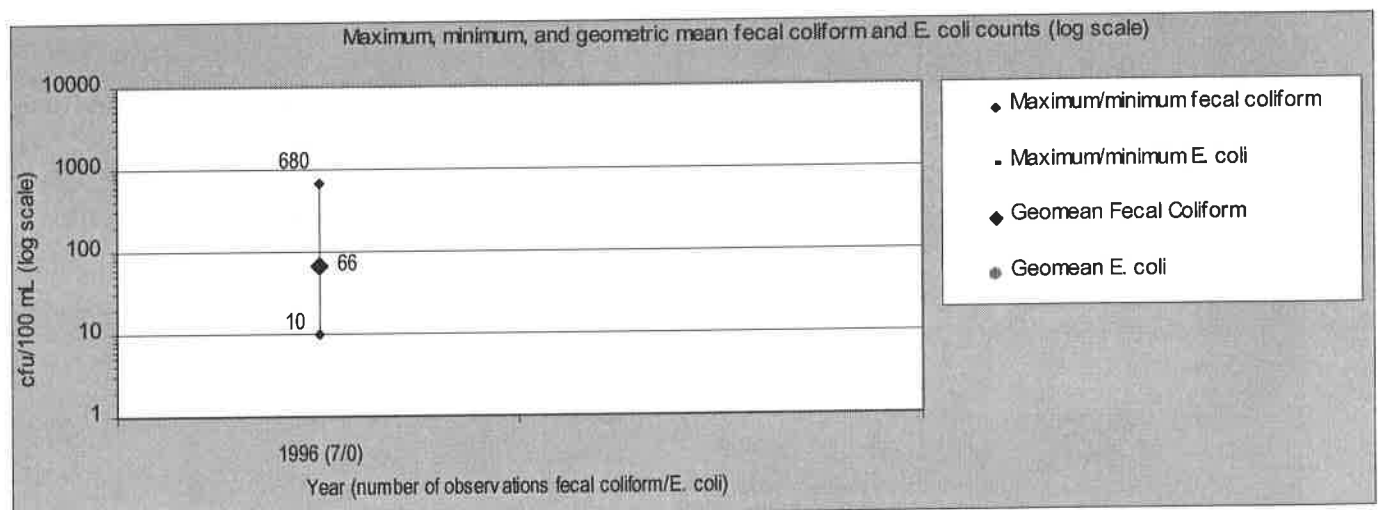 Maximum, minimum, and geometric mean fecal coliform and E. coli counts (log scale)
cfu/100 mL (log scale)
10000
1000
100
10
1
680
66
10
1996 (7/0)
Year (number of observations fecal coliform/E. coli)
Maximum/minimum fecal coliform
Maximum/minimum E. coli
Geomean Fecal Coliform
Geomean E. coli